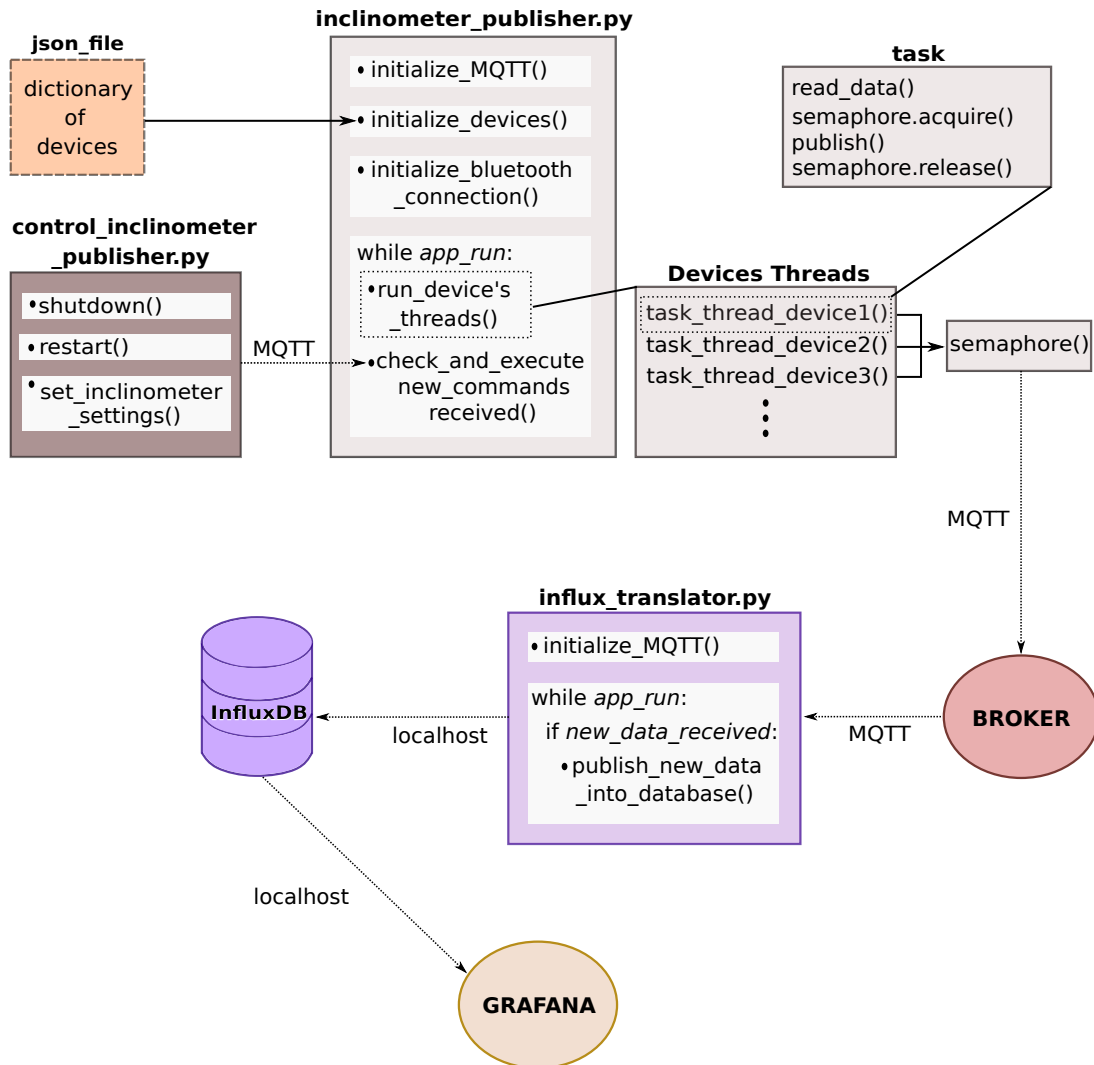 json_file
dictionary
of
devices
inclinometer_publisher.py
• initialize_MQTT()
• initialize_devices()
• initialize_bluetooth
_connection()
while app_run:
•run_device's
_threads()
•check_and_execute
new_commands
received()
task
read_data()
semaphore.acquire()
publish()
semaphore.release()
control_inclinometer
_publisher.py
•shutdown()
•restart()
•set_inclinometer
_settings()
MQTT
Devices Threads
task_thread_device1()
task_thread_device2()
task_thread_device3()
semaphore()
MQTT
influx_translator.py
• initialize_MQTT()
while app_run:
if new_data_received:
•publish_new_data
_into_database()
BROKER
MQTT
InfluxDB
localhost
localhost
GRAFANA